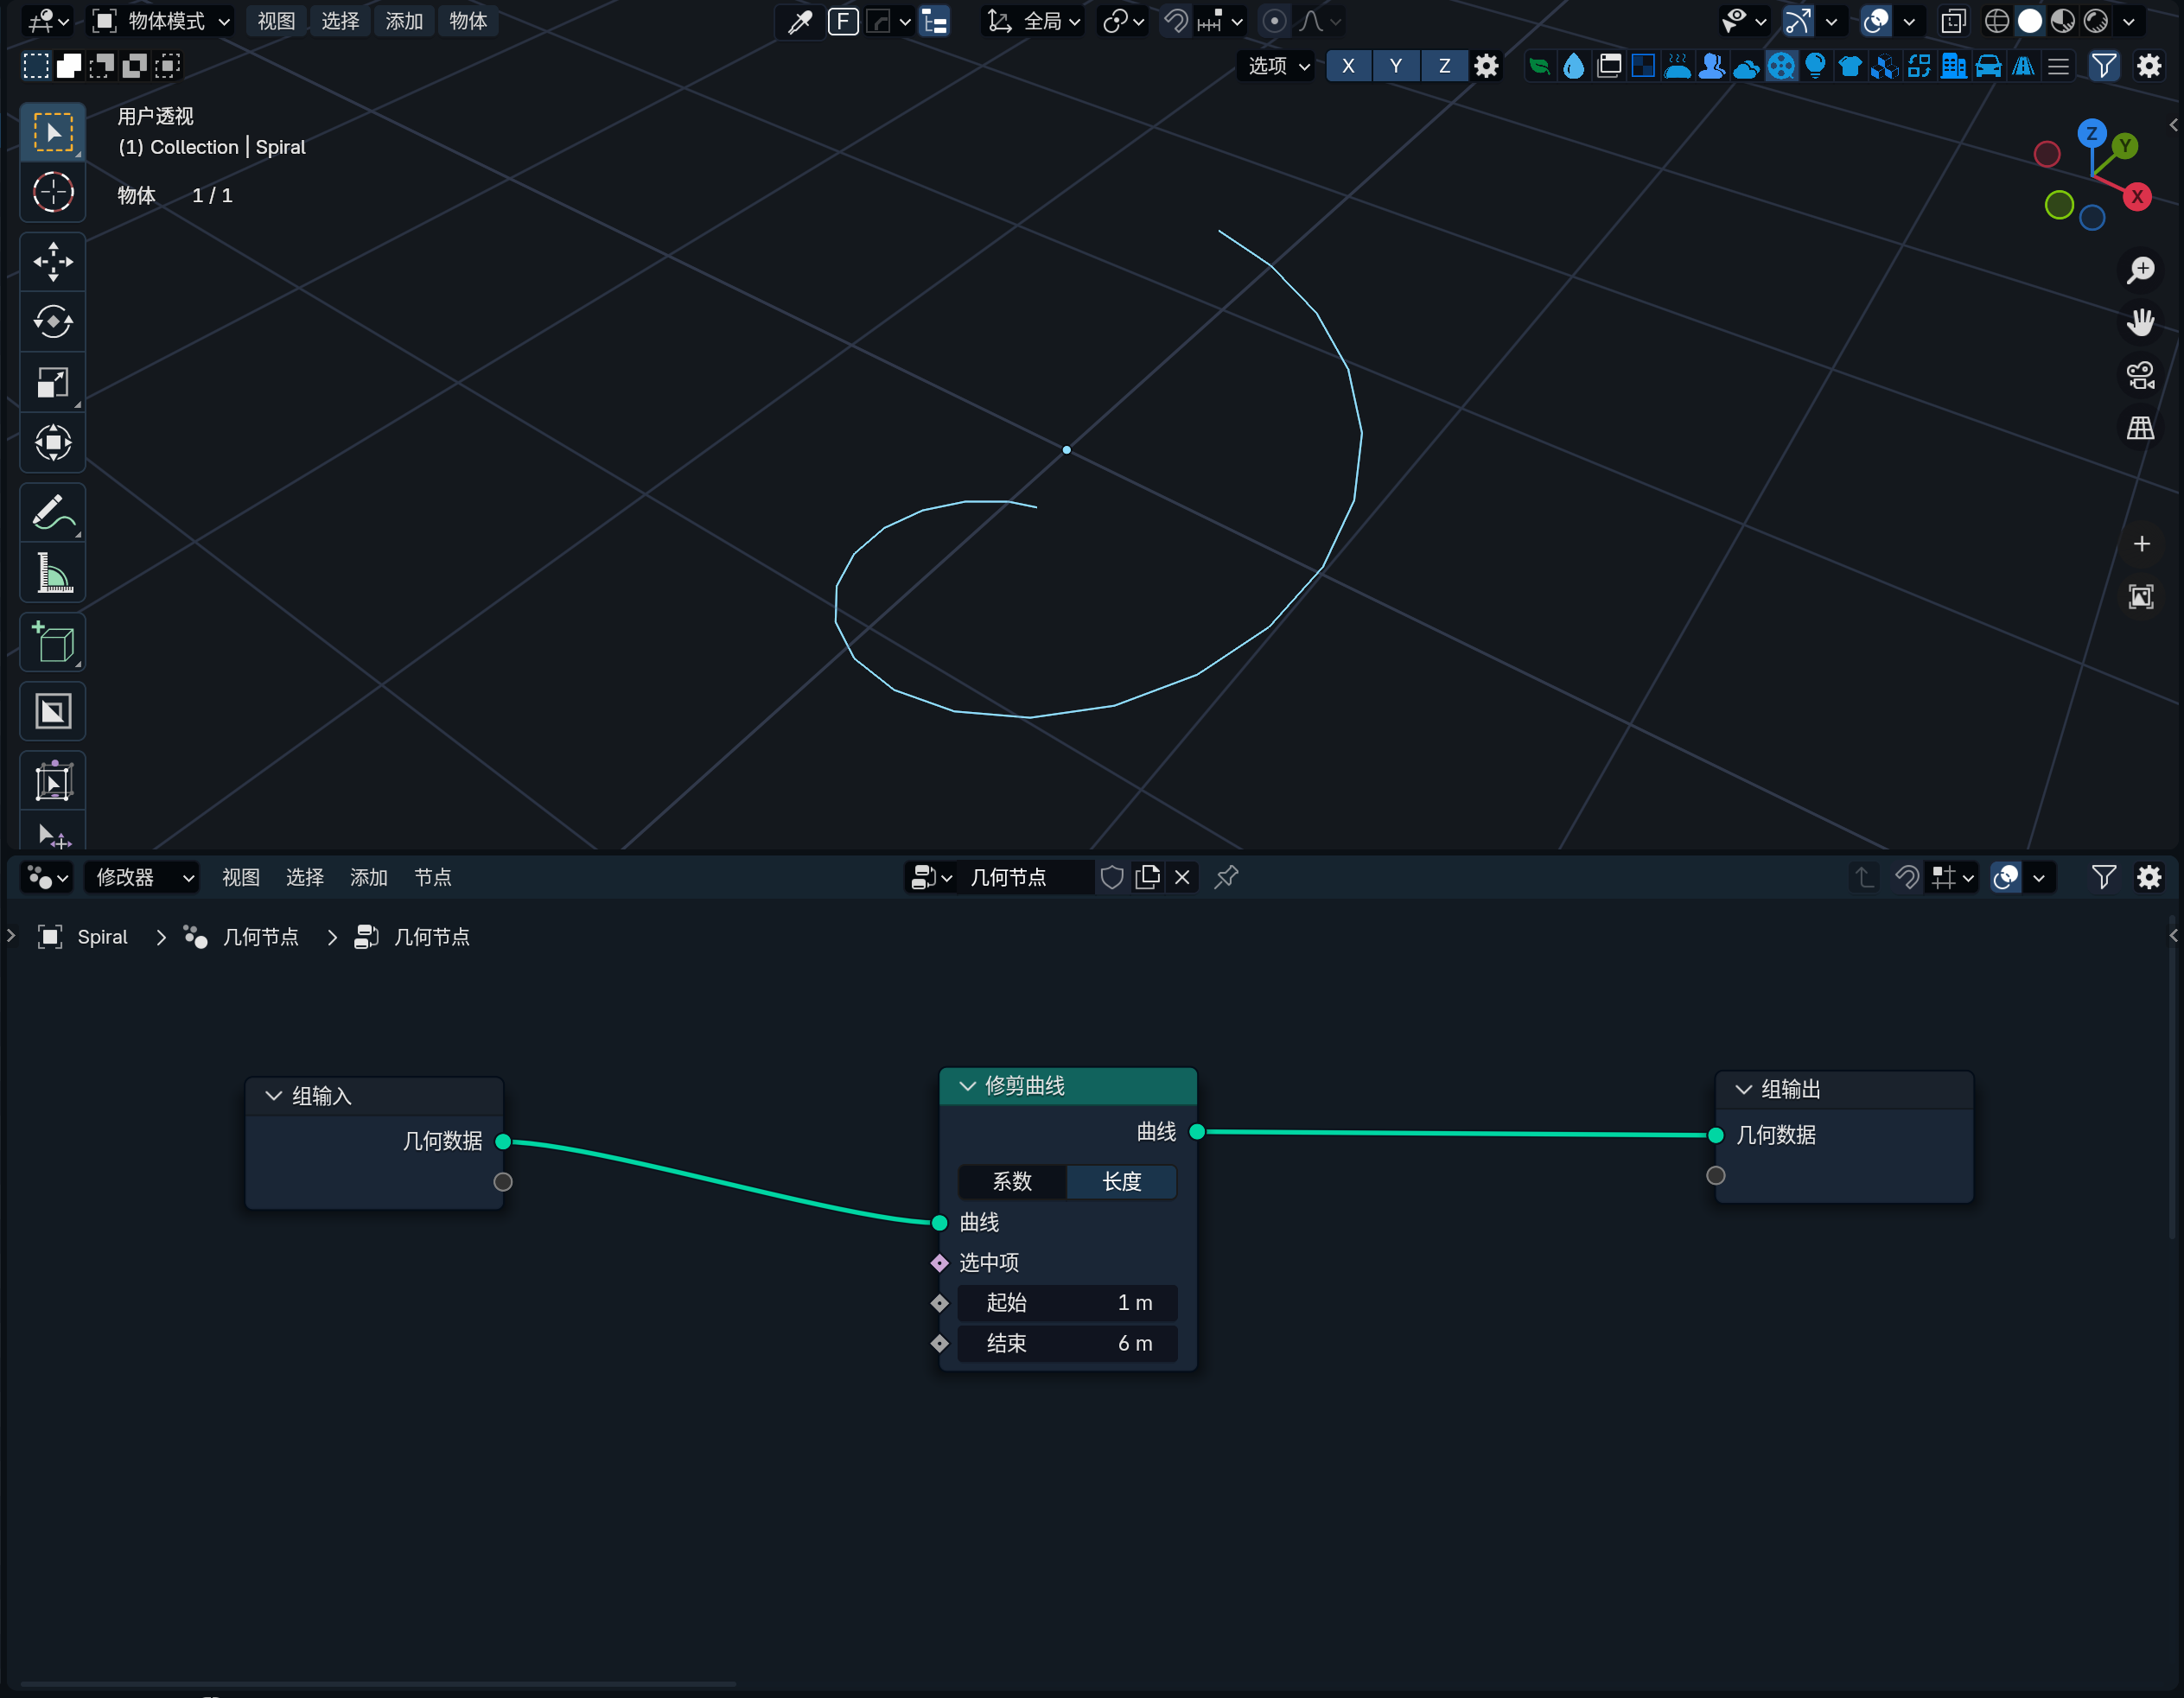 物体模式 视图 选择 添加 物体 F 全局
选项 X Y Z
用户透视
(1) Collection | Spiral
物体 1 / 1
Z
Y
X
修改器 视图 选择 添加 节点 几何节点
Spiral 几何节点 几何节点
组输入
几何数据
修剪曲线
曲线
系数 长度
曲线
选中项
起始 1 m
结束 6 m
组输出
几何数据